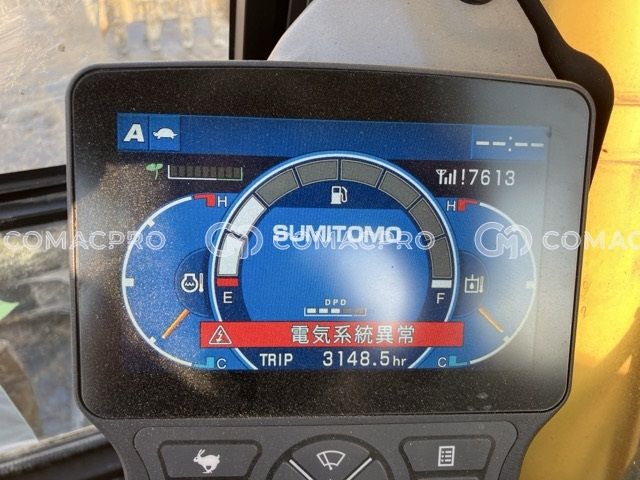 A --:--
!7613
H H
SUMITOMO
COMACPRO COMACPRO COMACPRO
E F
DPD
電気系統異常
C TRIP 3148.5hr C